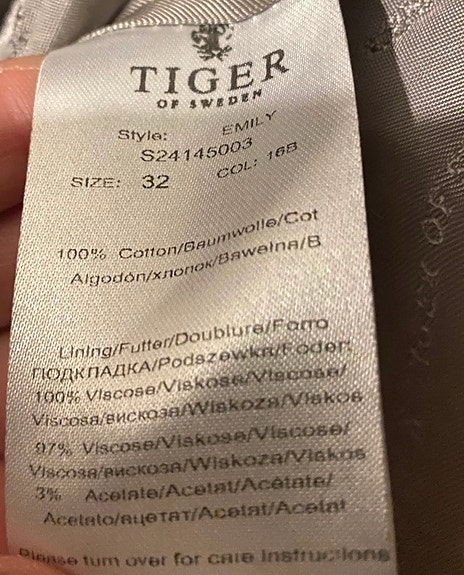 TIGER
OF SWEDEN
Style: EMILY
S24145003
SIZE: 32 COL: 16B
100% Cotton/Baumwolle/Cot
Algodón/хлопок/Bawełna/B
Lining/Futter/Doublure/Forro
ПОДКЛАДКА/Podszewka/Foder:
100% Viscose/Viskose/Viscose/
Viscosa/вискоза/Wiskoza/Viskos
97% Viscose/Viskose/Viscose/
Viscosa/вискоза/Wiskoza/Viskos
3% Acetate/Acetat/Acétate/
Acetato/ацетат/Acetat/Acetat
Please turn over for care instructions